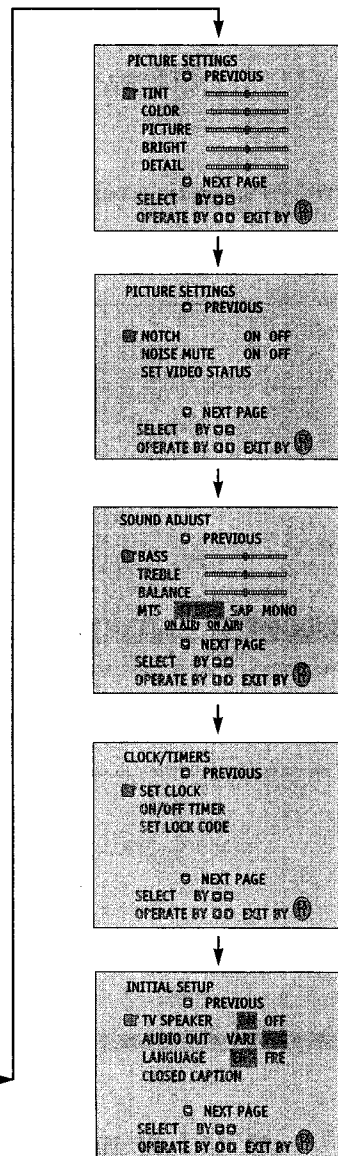 PICTURE SETTINGS
PREVIOUS
TINT
COLOR
PICTURE
BRIGHT
DETAIL
NEXT PAGE
SELECT BY
OPERATE BY EXIT BY
PICTURE SETTINGS
PREVIOUS
NOTCH ON OFF
NOISE MUTE ON OFF
SET VIDEO STATUS
NEXT PAGE
SELECT BY
OPERATE BY EXIT BY
SOUND ADJUST
PREVIOUS
BASS
TREBLE
BALANCE
MTS SAP MONO
ON AIR! ON AIR!
NEXT PAGE
SELECT BY
OPERATE BY EXIT BY
CLOCK/TIMERS
PREVIOUS
SET CLOCK
ON/OFF TIMER
SET LOCK CODE
NEXT PAGE
SELECT BY
OPERATE BY EXIT BY
INITIAL SETUP
PREVIOUS
TV SPEAKER OFF
AUDIO OUT VARI
LANGUAGE FRE
CLOSED CAPTION
NEXT PAGE
SELECT BY
OPERATE BY EXIT BY